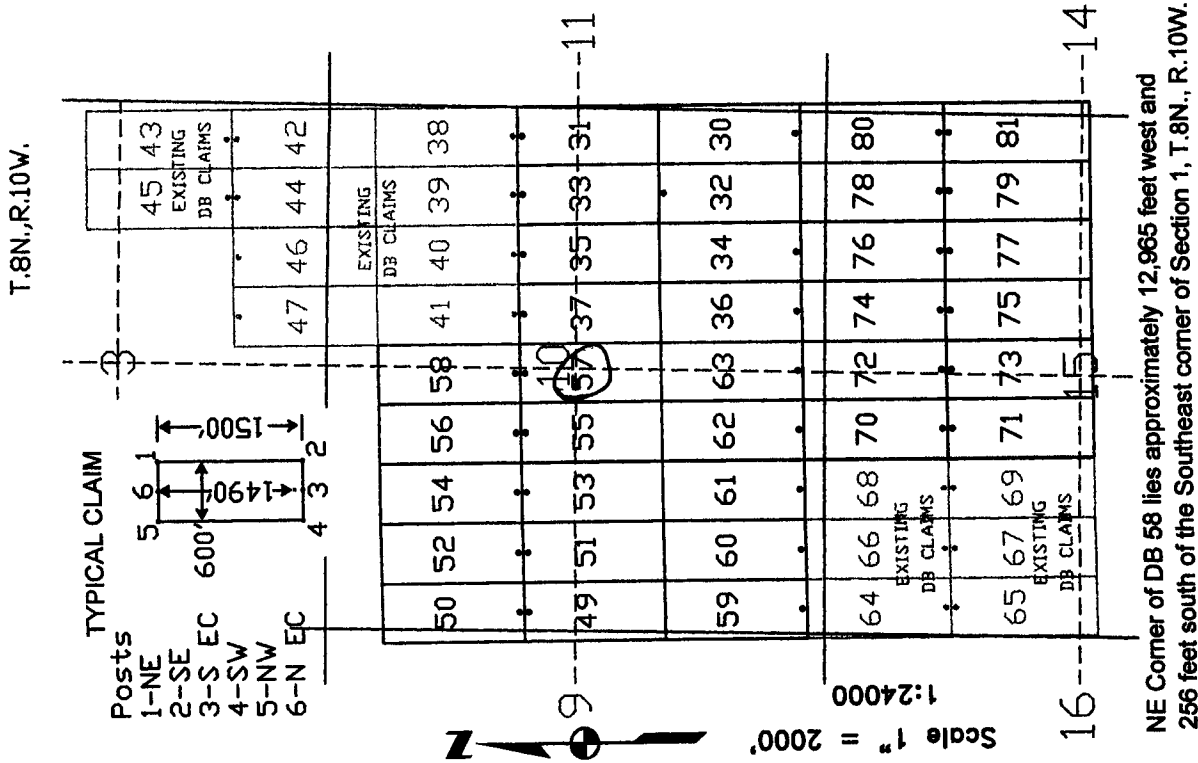 T.8N.,R.10W.
TYPICAL CLAIM
Posts
1-NE
2-SE
3-S EC
4-SW
5-NW
6-N EC
5 6 1
600'
1490'
1500'
4 3 2
3
45 43
EXISTING
DB CLAIMS
47 46 44 42
EXISTING
DB CLAIMS
50 52 54 56 58 41 40 39 38
10
9 49 51 53 55 57 37 35 33 31 11
59 60 61 62 63 36 34 32 30
64 66 68 70 72 74 76 78 80
EXISTING
DB CLAIMS
65 67 69 71 73 75 77 79 81
EXISTING
DB CLAIMS
16 15 14
N
Scale 1" = 2000'
1:24000
NE Corner of DB 58 lies approximately 12,965 feet west and
256 feet south of the Southeast corner of Section 1, T.8N., R.10W.